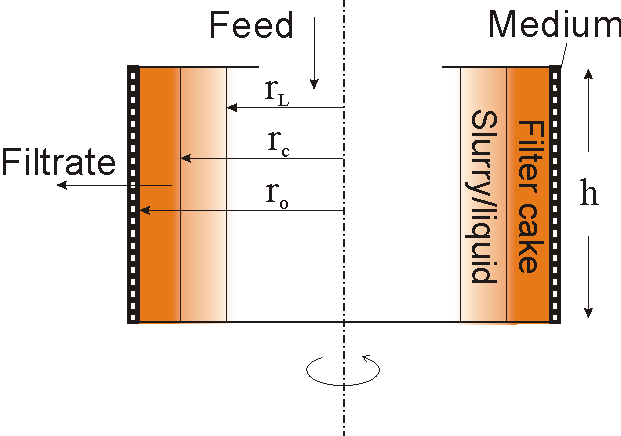 Feed
Medium
r_L
r_c
r_o
Filtrate
Slurry/liquid
Filter cake
h